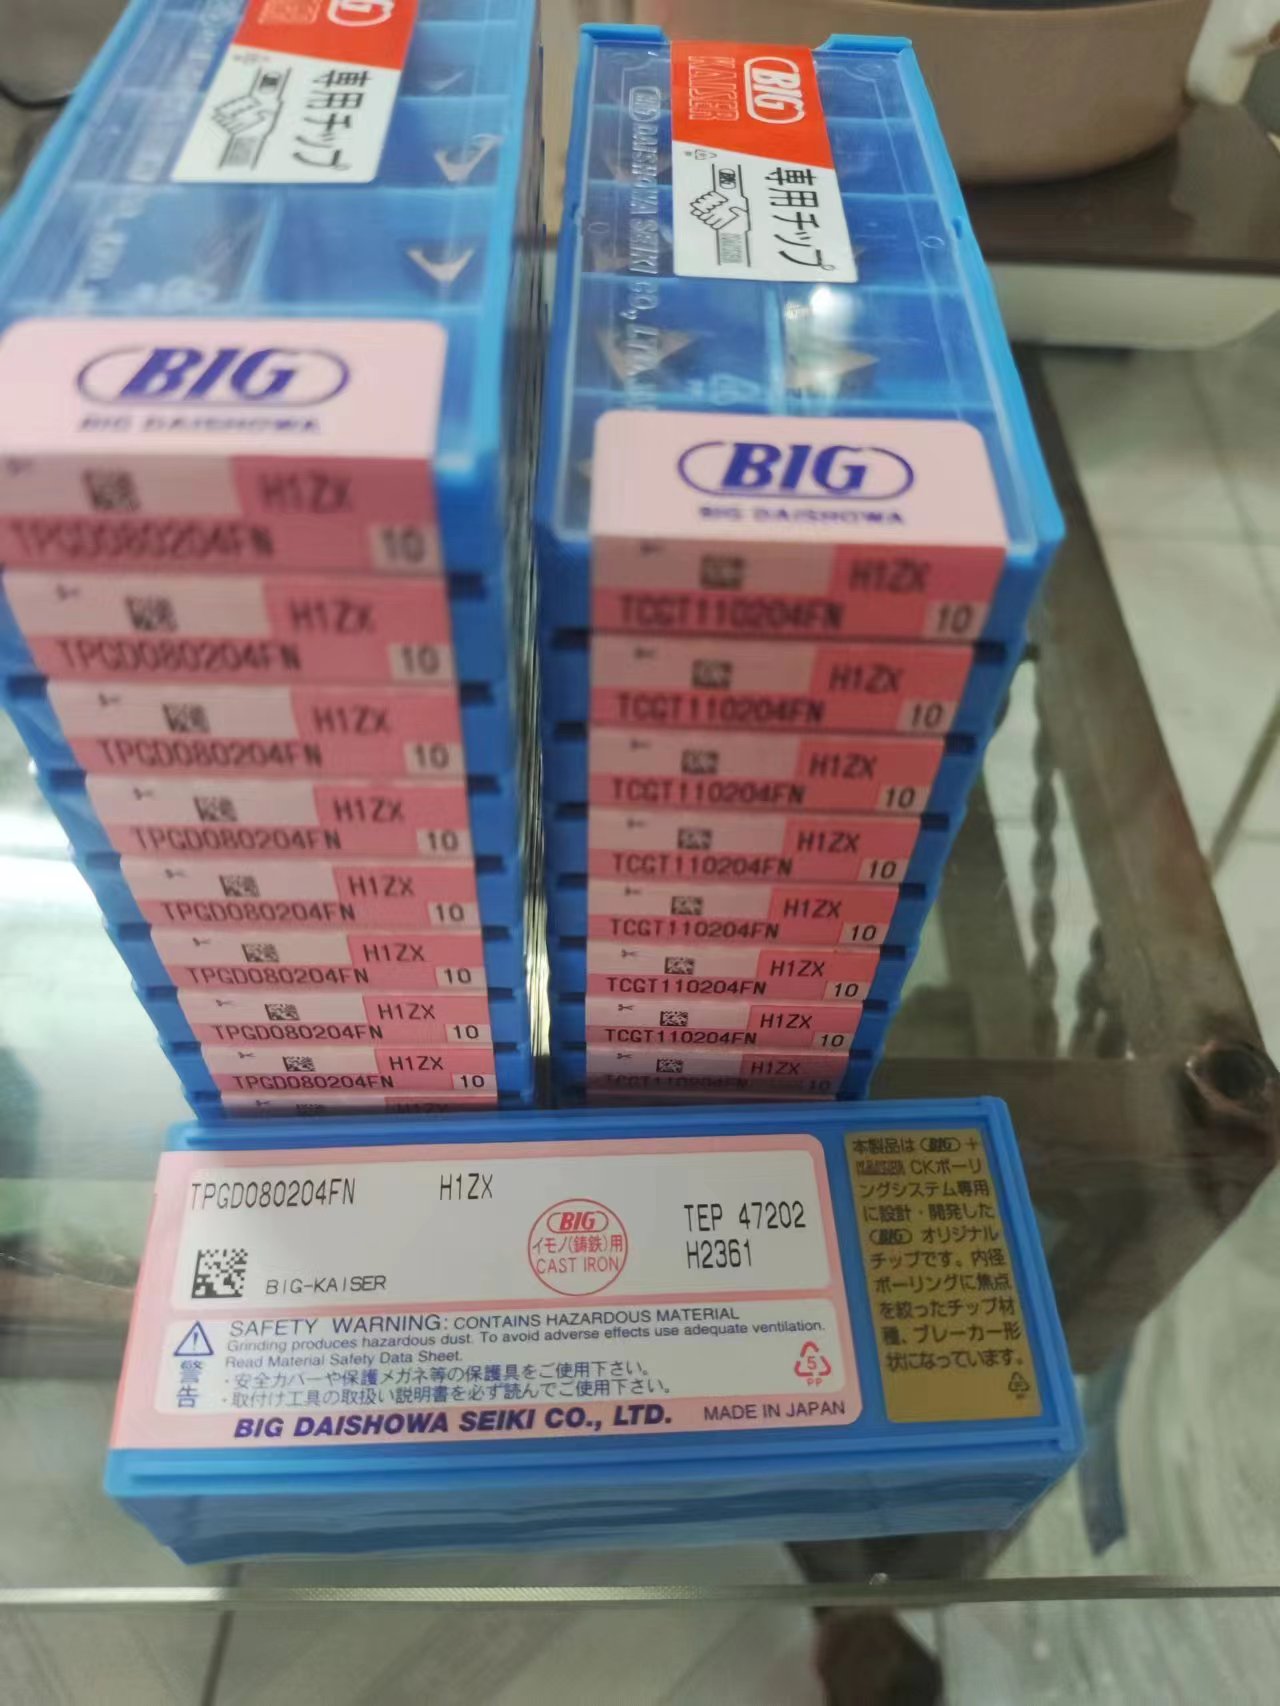 BIG
KAISER
専用チップ
BIG
BIG DAISHOWA
H1ZX
TPGD080204FN
10
H1ZX
TPGD080204FN
10
H1ZX
TPGD080204FN
10
H1ZX
TPGD080204FN
10
H1ZX
TPGD080204FN
10
H1ZX
TPGD080204FN
10
H1ZX
TPGD080204FN
10
H1ZX
TPGD080204FN
10
H1ZX
BIG
KAISER
専用チップ
BIG DAISHOWA SEIKI CO., LTD.
BIG
BIG DAISHOWA
H1ZX
TCGT110204FN
10
H1ZX
TCGT110204FN
10
H1ZX
TCGT110204FN
10
H1ZX
TCGT110204FN
10
H1ZX
TCGT110204FN
10
H1ZX
TCGT110204FN
10
H1ZX
TCGT110204FN
10
H1ZX
TCGT110204FN
10
TPGD080204FN H1ZX
BIG
イモノ(鋳鉄)用
CAST IRON
TEP 47202
H2361
BIG-KAISER
SAFETY WARNING: CONTAINS HAZARDOUS MATERIAL
Grinding produces hazardous dust. To avoid adverse effects use adequate ventilation.
Read Material Safety Data Sheet.
警告
・安全カバーや保護メガネ等の保護具をご使用下さい。
・取付け工具の取扱い説明書を必ず読んでご使用下さい。
5
PP
BIG DAISHOWA SEIKI CO., LTD. MADE IN JAPAN
本製品は BIG +
KAISER CKボーリ
ングシステム専用
に設計・開発した
BIG オリジナル
チップです。内径
ボーリングに焦点
を絞ったチップ材
種、ブレーカー形
状になっています。